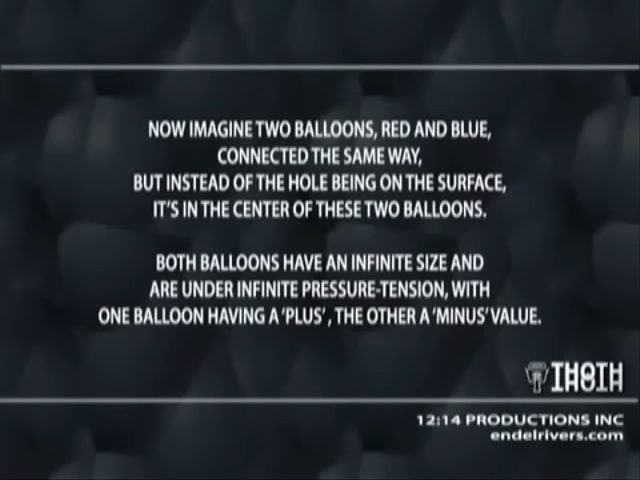 NOW IMAGINE TWO BALLOONS, RED AND BLUE,
CONNECTED THE SAME WAY,
BUT INSTEAD OF THE HOLE BEING ON THE SURFACE,
IT'S IN THE CENTER OF THESE TWO BALLOONS.
BOTH BALLOONS HAVE AN INFINITE SIZE AND
ARE UNDER INFINITE PRESSURE-TENSION, WITH
ONE BALLOON HAVING A 'PLUS', THE OTHER A 'MINUS' VALUE.
THOTH
12:14 PRODUCTIONS INC
endelrivers.com